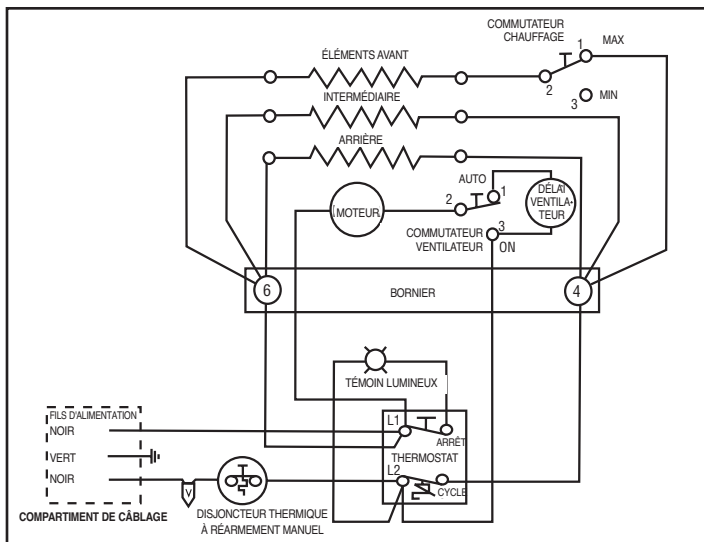 COMMUTATEUR
CHAUFFAGE
1
MAX
ÉLÉMENTS AVANT
2
3
MIN
INTERMÉDIAIRE
ARRIÈRE
AUTO
1
2
DÉLAI
VENTILA-
TEUR
MOTEUR
COMMUTATEUR
VENTILATEUR
3
ON
6
BORNIER
4
TÉMOIN LUMINEUX
FILS D'ALIMENTATION
NOIR
VERT
NOIR
L1
ARRÊT
THERMOSTAT
L2
CYCLE
V
COMPARTIMENT DE CÂBLAGE
DISJONCTEUR THERMIQUE
À RÉARMEMENT MANUEL